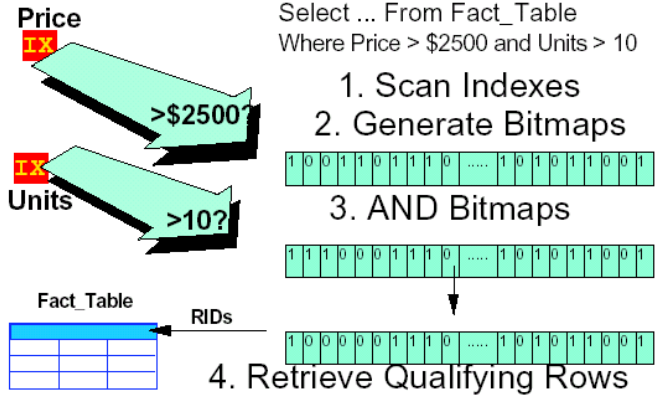 Price
IX
Select ... From Fact_Table
Where Price > $2500 and Units > 10
>$2500?
1. Scan Indexes
2. Generate Bitmaps
1 0 0 1 1 0 1 1 1 0 ..... 1 0 1 0 1 1 0 0 1
IX
Units
>10?
3. AND Bitmaps
1 1 1 0 0 0 1 1 1 0 ..... 1 0 1 0 1 1 0 0 1
Fact_Table
RIDs
1 0 0 0 0 0 1 1 1 0 ..... 1 0 1 0 1 1 0 0 1
4. Retrieve Qualifying Rows